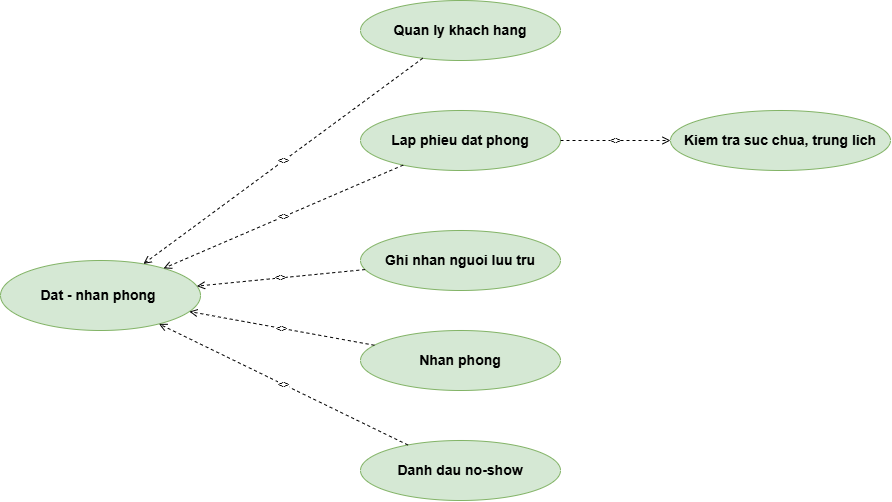 Quan ly khach hang
Lap phieu dat phong
Kiem tra suc chua, trung lich
Ghi nhan nguoi luu tru
Dat - nhan phong
Nhan phong
Danh dau no-show